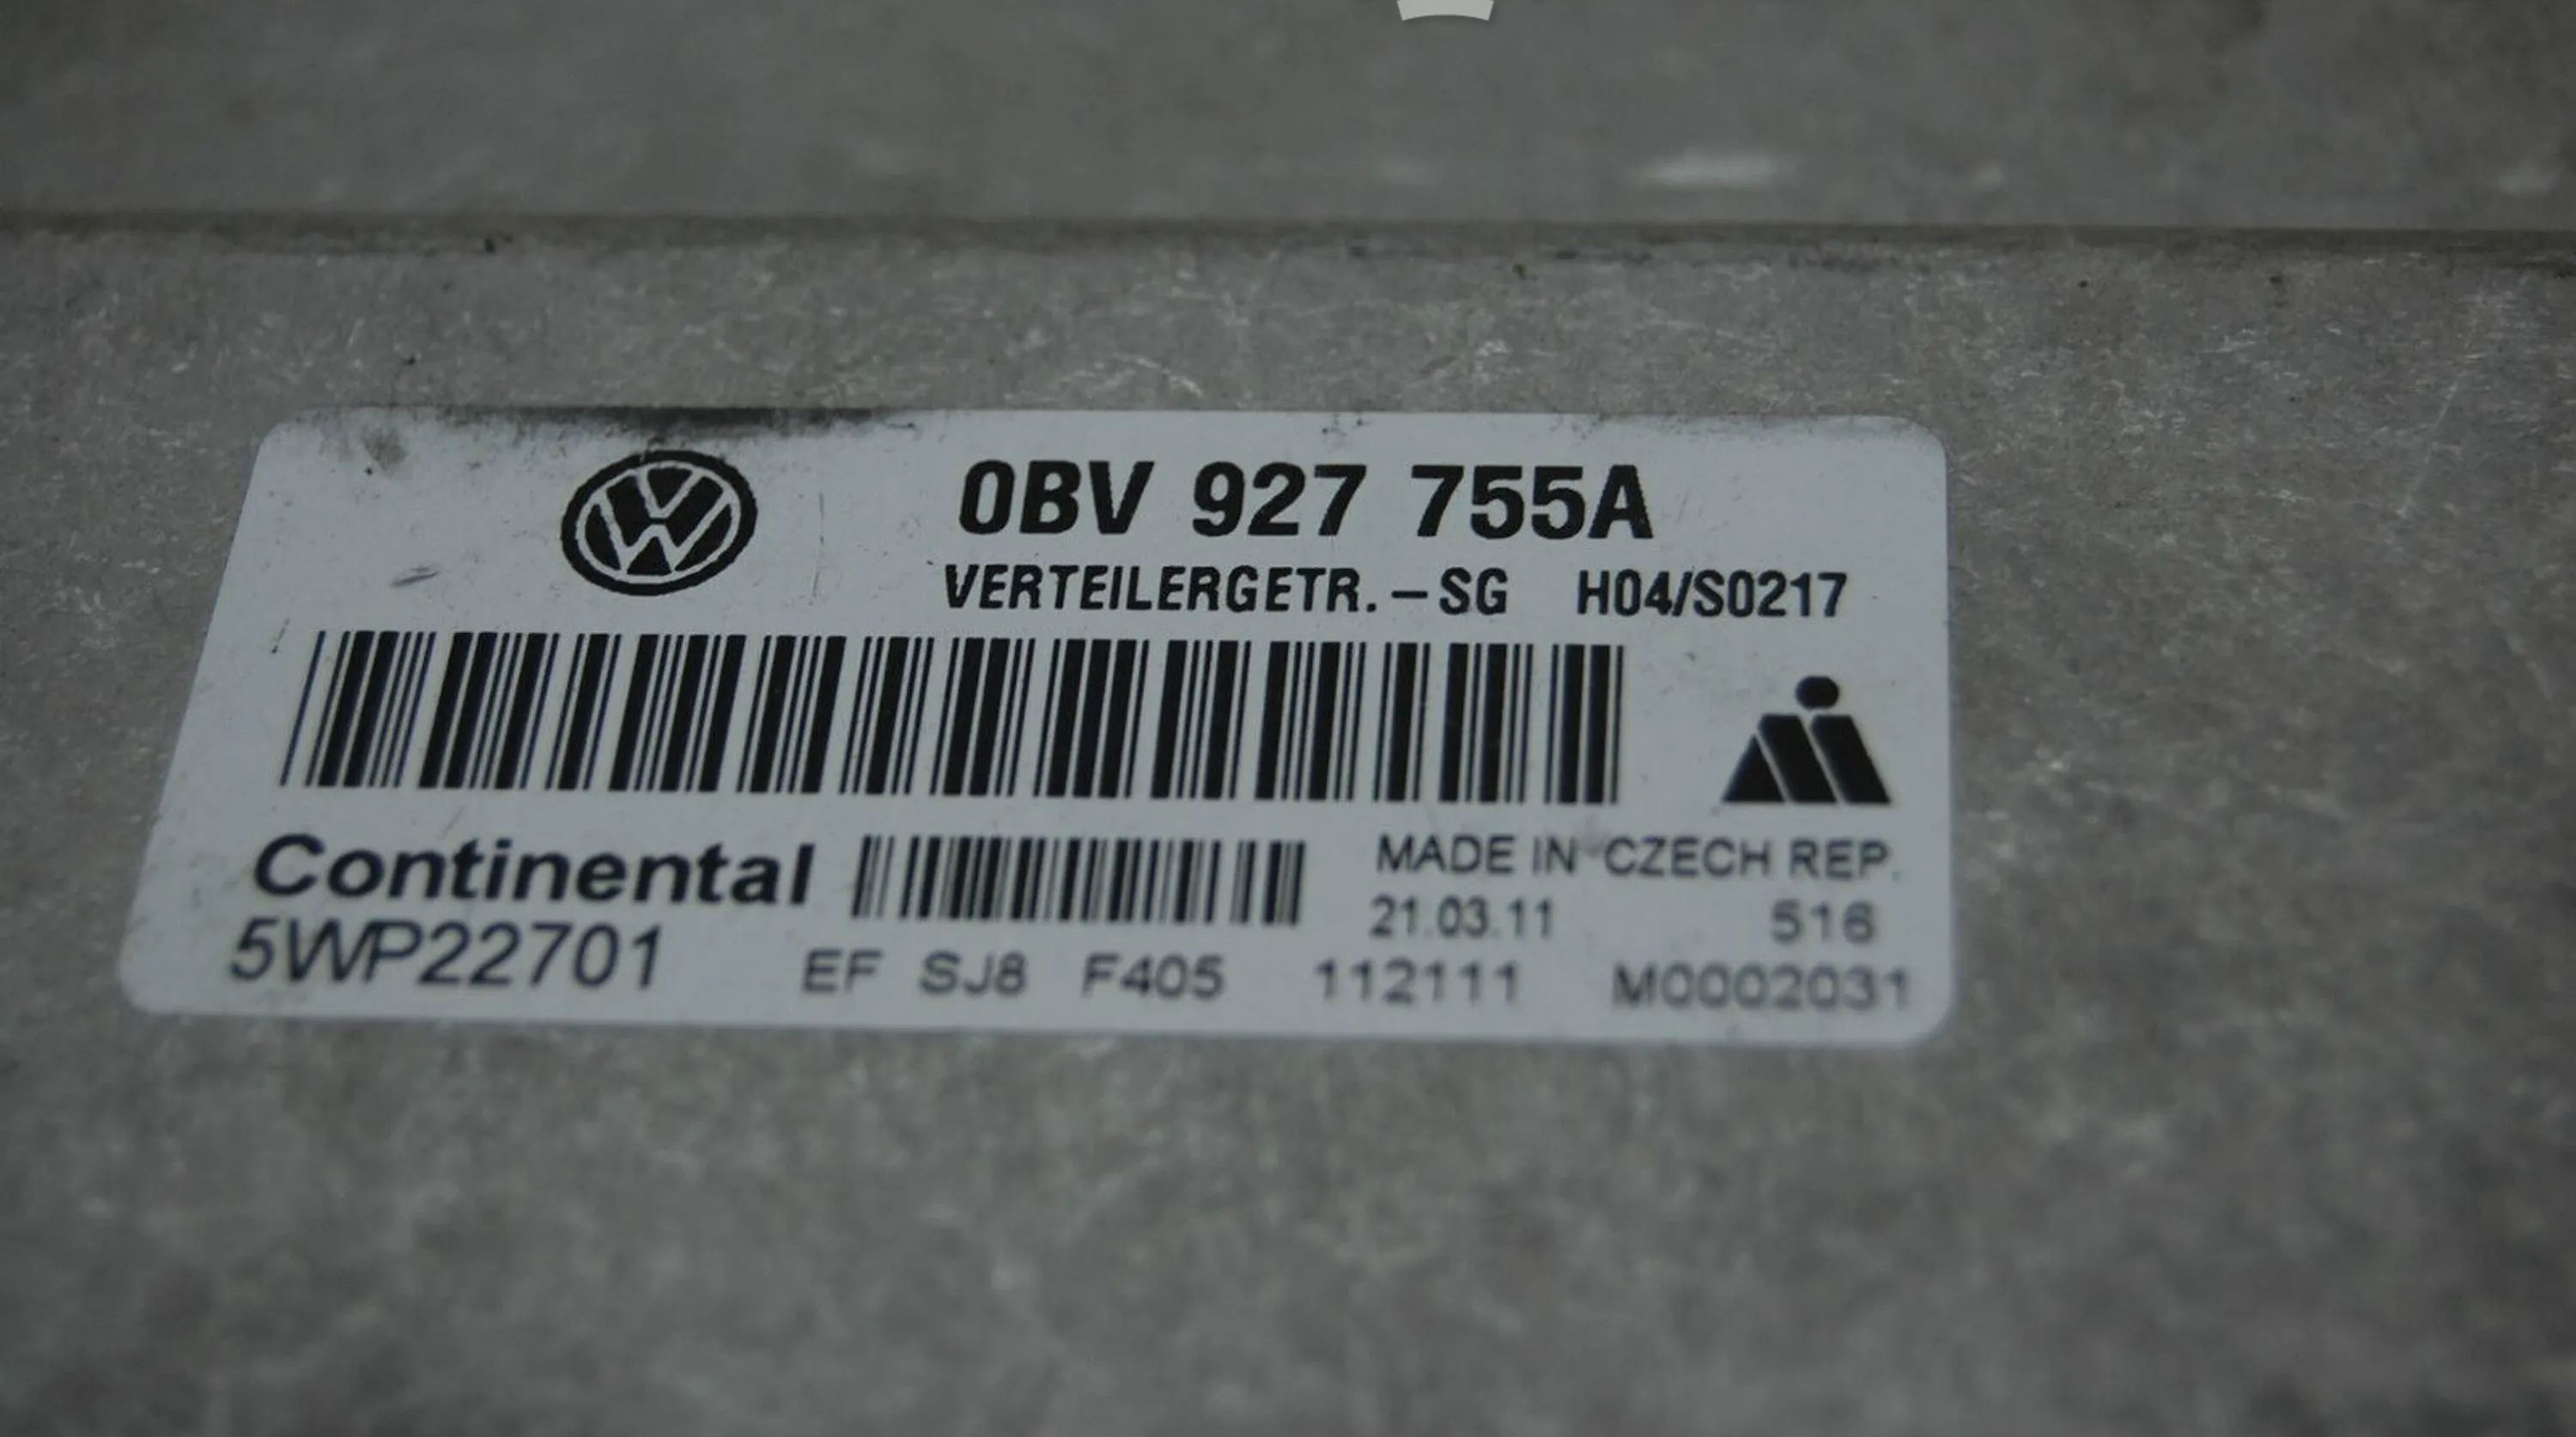 0BV 927 755A
VERTEILERGETR.-SG H04/S0217
Continental
MADE IN CZECH REP.
21.03.11 516
5WP22701 EF SJ8 F405 112111 M0002031